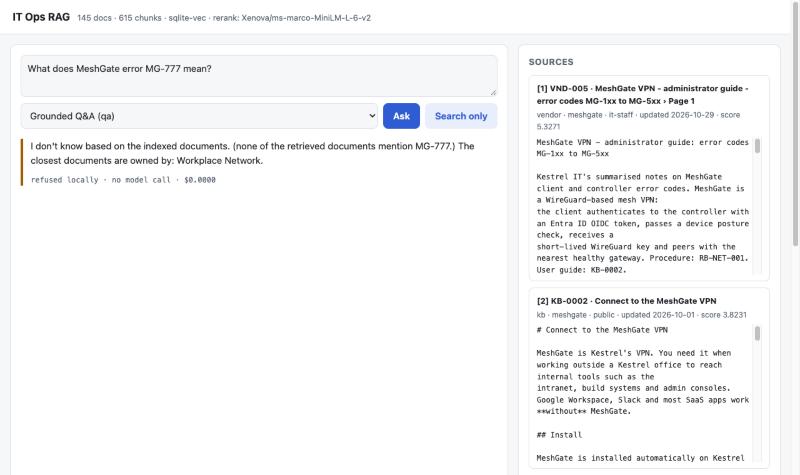 IT Ops RAG 145 docs · 615 chunks · sqlite-vec · rerank: Xenova/ms-marco-MiniLM-L-6-v2
What does MeshGate error MG-777 mean?
Grounded Q&A (qa) Ask Search only
I don't know based on the indexed documents. (none of the retrieved documents mention MG-777.) The
closest documents are owned by: Workplace Network.
refused locally · no model call · $0.0000
SOURCES
[1] VND-005 · MeshGate VPN – administrator guide –
error codes MG-1xx to MG-5xx › Page 1
vendor · meshgate · it-staff · updated 2026-10-29 · score
5.3271
MeshGate VPN — administrator guide: error codes
MG-1xx to MG-5xx
Kestrel IT's summarised notes on MeshGate
client and controller error codes. MeshGate is
a WireGuard-based mesh VPN:
the client authenticates to the controller with
an Entra ID OIDC token, passes a device posture
check, receives a
short-lived WireGuard key and peers with the
nearest healthy gateway. Procedure: RB-NET-001.
User guide: KB-0002.
[2] KB-0002 · Connect to the MeshGate VPN
kb · meshgate · public · updated 2026-10-01 · score 3.8231
# Connect to the MeshGate VPN
MeshGate is Kestrel's VPN. You need it when
working outside a Kestrel office to reach
internal tools such as the
intranet, build systems and admin consoles.
Google Workspace, Slack and most SaaS apps work
**without** MeshGate.
## Install
MeshGate is installed automatically on Kestrel